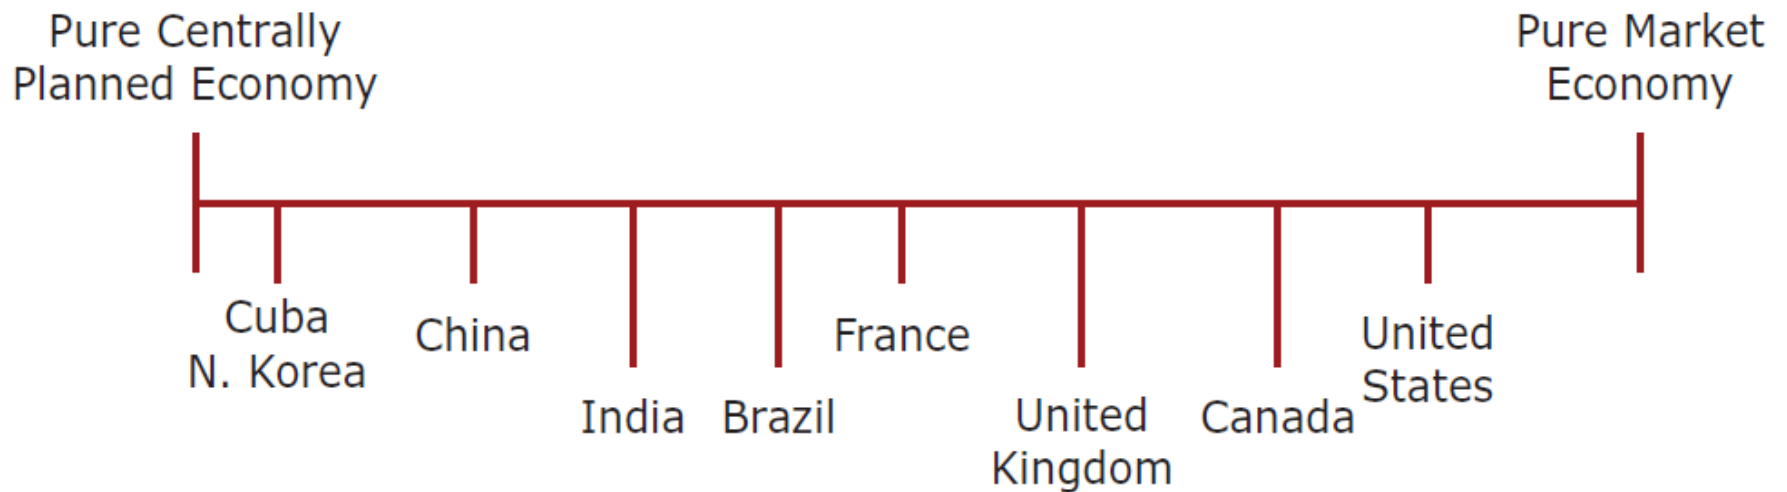 Pure Centrally
Planned Economy
Pure Market
Economy
Cuba
N. Korea
China
India
Brazil
France
United
Kingdom
Canada
United
States